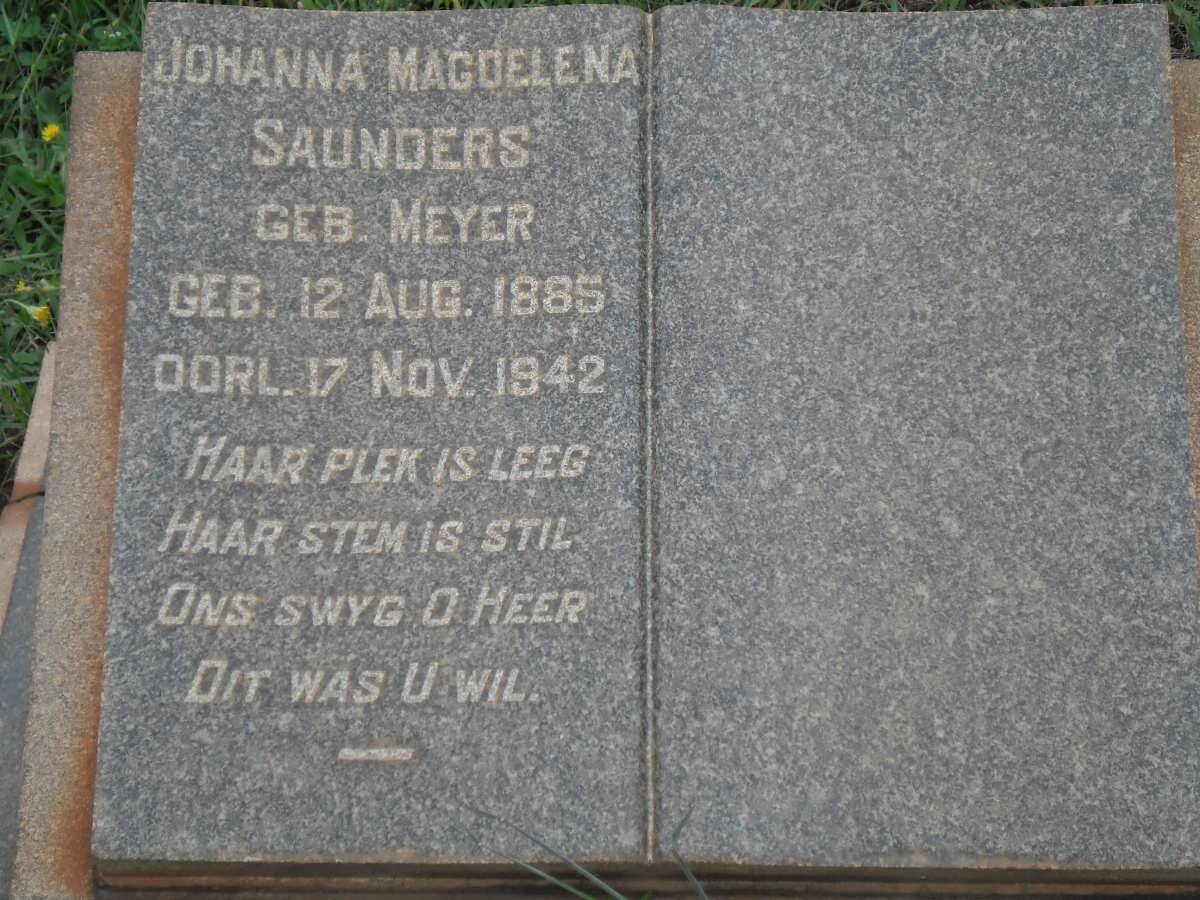 JOHANNA MAGDELENA
SAUNDERS
GEB. MEYER
GEB. 12 AUG. 1885
OORL. 17 NOV. 1942
HAAR PLEK IS LEEG
HAAR STEM IS STIL
ONS SWYG O HEER
DIT WAS U WIL.